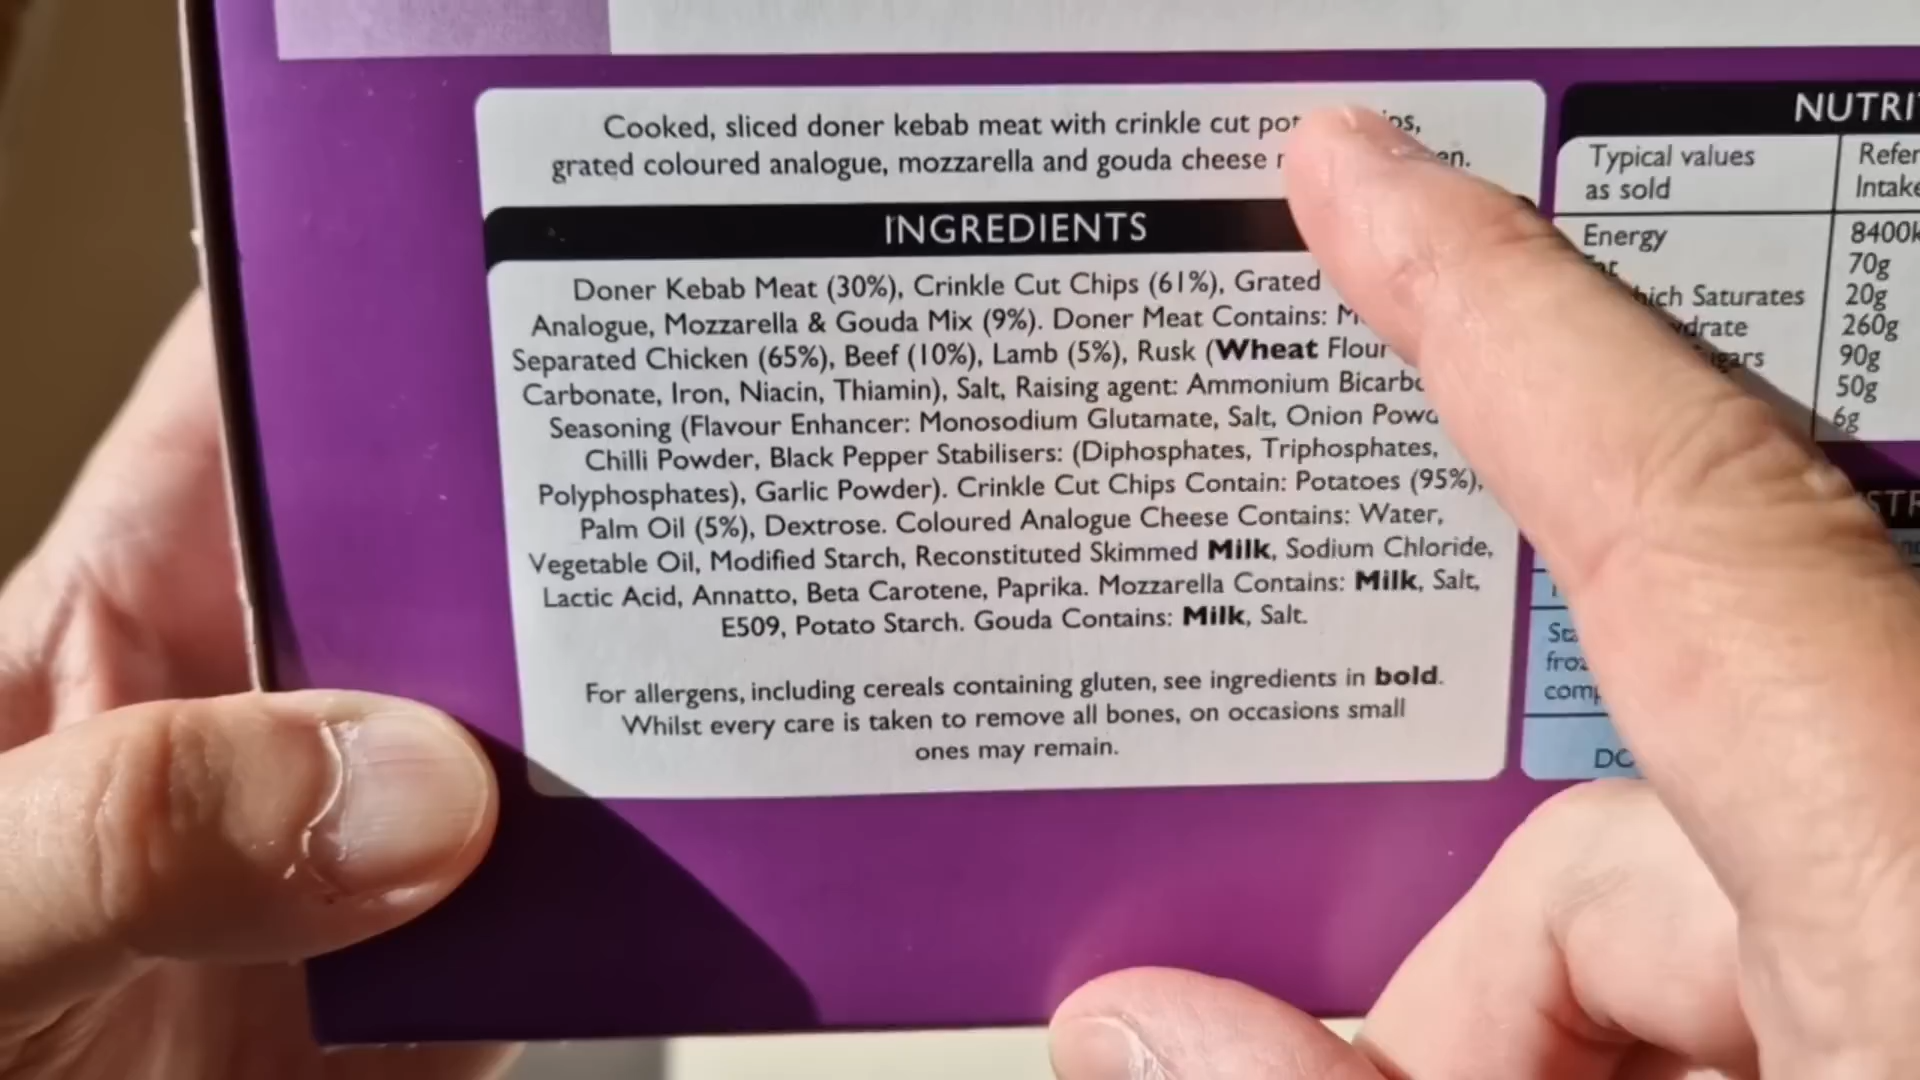 Cooked, sliced doner kebab meat with crinkle cut
grated coloured analogue, mozzarella and gouda cheese
INGREDIENTS
Doner Kebab Meat (30%), Crinkle Cut Chips (61%), Grated
Analogue, Mozzarella & Gouda Mix (9%). Doner Meat Contains:
Separated Chicken (65%), Beef (10%), Lamb (5%), Rusk (Wheat Flour
Carbonate, Iron, Niacin, Thiamin), Salt, Raising agent: Ammonium
Seasoning (Flavour Enhancer: Monosodium Glutamate, Salt, Onion
Chilli Powder, Black Pepper Stabilisers: (Diphosphates, Triphosphates,
Polyphosphates), Garlic Powder). Crinkle Cut Chips Contain: Potatoes (95%),
Palm Oil (5%), Dextrose. Coloured Analogue Cheese Contains: Water,
Vegetable Oil, Modified Starch, Reconstituted Skimmed Milk, Sodium Chloride,
Lactic Acid, Annatto, Beta Carotene, Paprika. Mozzarella Contains: Milk, Salt,
E509, Potato Starch. Gouda Contains: Milk, Salt.
For allergens, including cereals containing gluten, see ingredients in bold.
Whilst every care is taken to remove all bones, on occasions small
ones may remain.
Typical values
as sold
Energy
Saturates
8400k
70g
20g
260g
90g
50g
6g